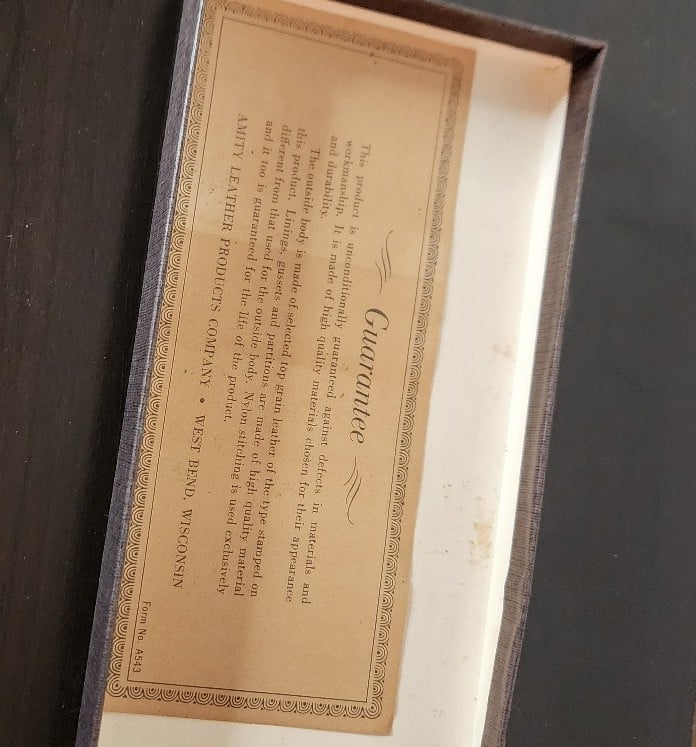 Guarantee
This product is unconditionally guaranteed against defects in materials and
workmanship. It is made of high quality materials chosen for their appearance
and durability.
The outside body is made of selected top grain leather of the type stamped on
this product. Linings, gussets and partitions are made of high quality material
different from that used for the outside body. Nylon stitching is used exclusively
and it too is guaranteed for the life of the product.
AMITY LEATHER PRODUCTS COMPANY • WEST BEND, WISCONSIN
Form No. A543